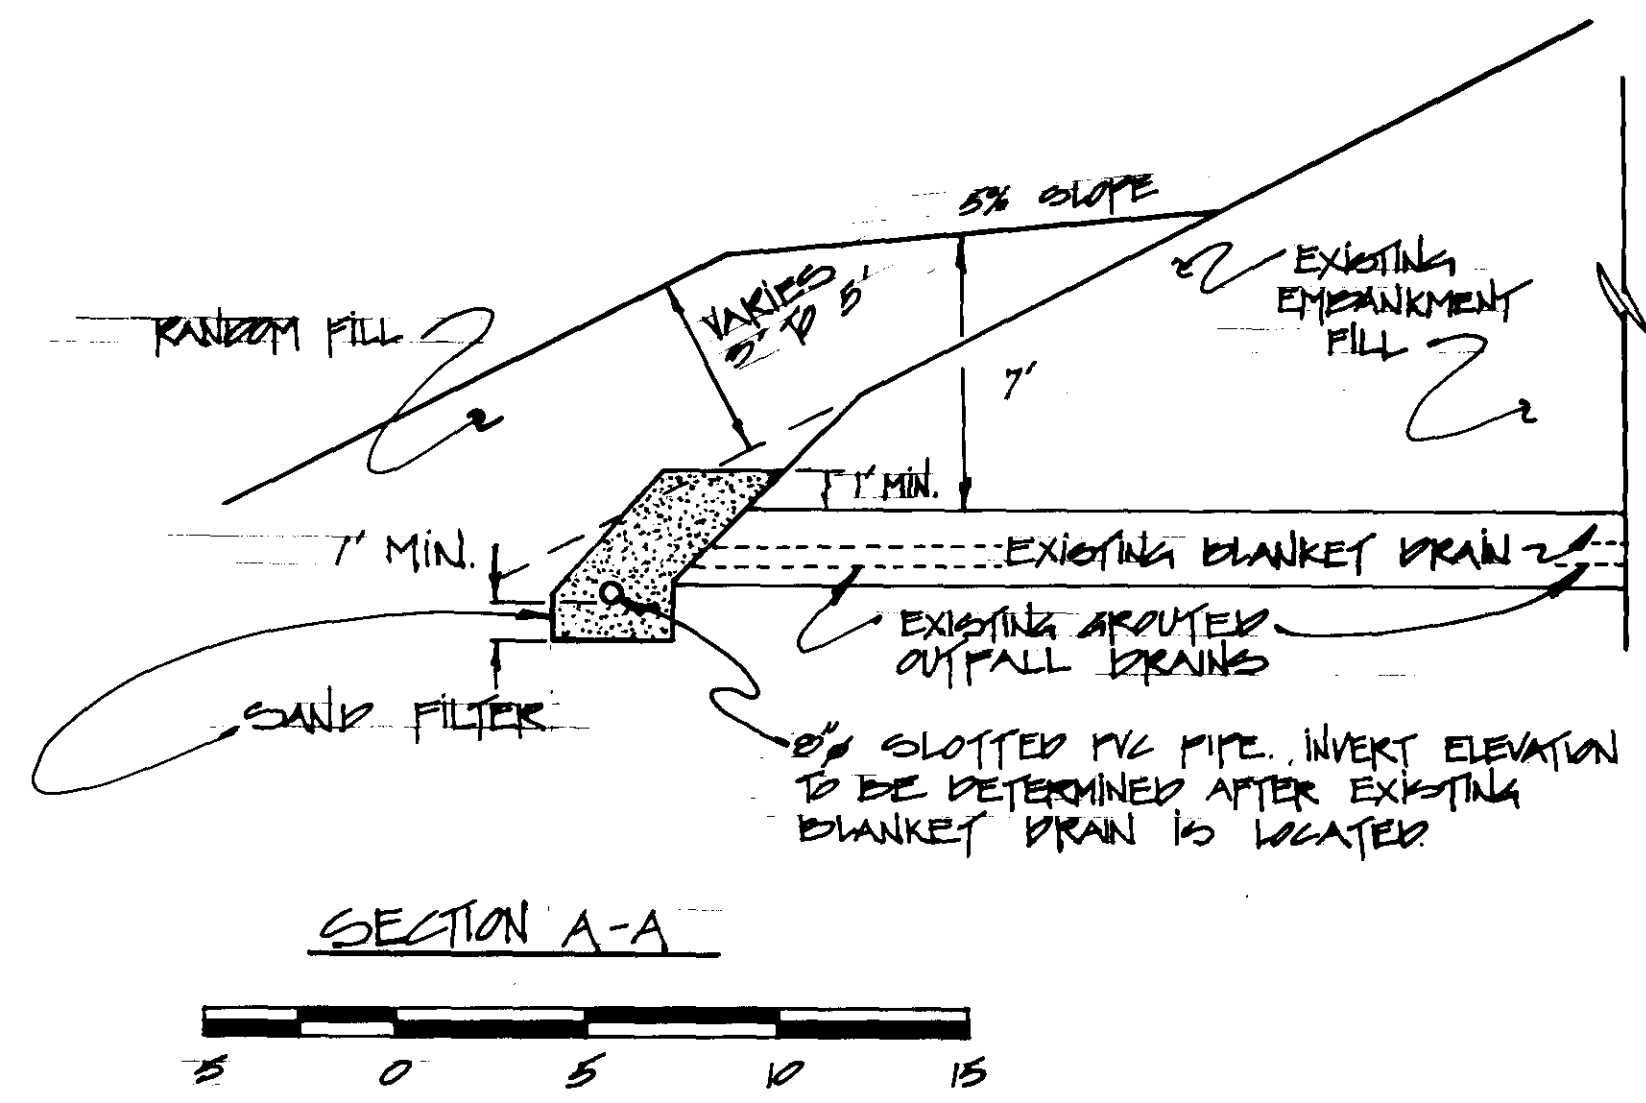 5% SLOPE
VARIES
3' TO 5'
EXISTING
EMBANKMENT
FILL
RANDOM FILL
7'
1' MIN.
1' MIN.
EXISTING BLANKET DRAIN
EXISTING GROUTED
OUTFALL DRAINS
SAND FILTER
8"ø SLOTTED PVC PIPE. INVERT ELEVATION
TO BE DETERMINED AFTER EXISTING
BLANKET DRAIN IS LOCATED.
SECTION A-A
5 0 5 10 15